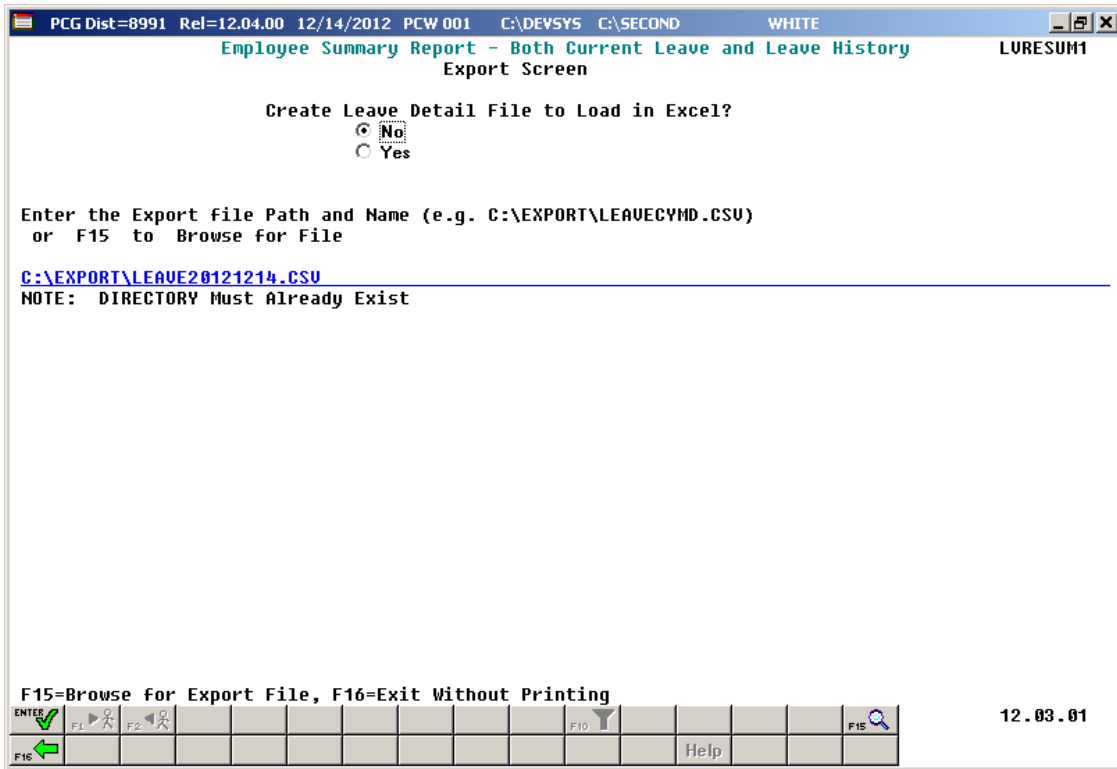 PCG Dist=8991 Rel=12.04.00 12/14/2012 PCW 001 C:\DEVSYS C:\SECOND WHITE
Employee Summary Report - Both Current Leave and Leave History LVRESUM1
Export Screen
Create Leave Detail File to Load in Excel?
No
Yes
Enter the Export file Path and Name (e.g. C:\EXPORT\LEAVECYMD.CSV)
or F15 to Browse for File
C:\EXPORT\LEAVE20121214.CSV
NOTE: DIRECTORY Must Already Exist
F15=Browse for Export File, F16=Exit Without Printing
ENTER F1 F2 F10 F15 12.03.01
F16 Help